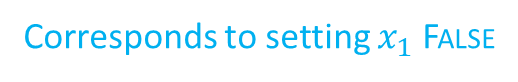 Corresponds to setting x₁ FALSE